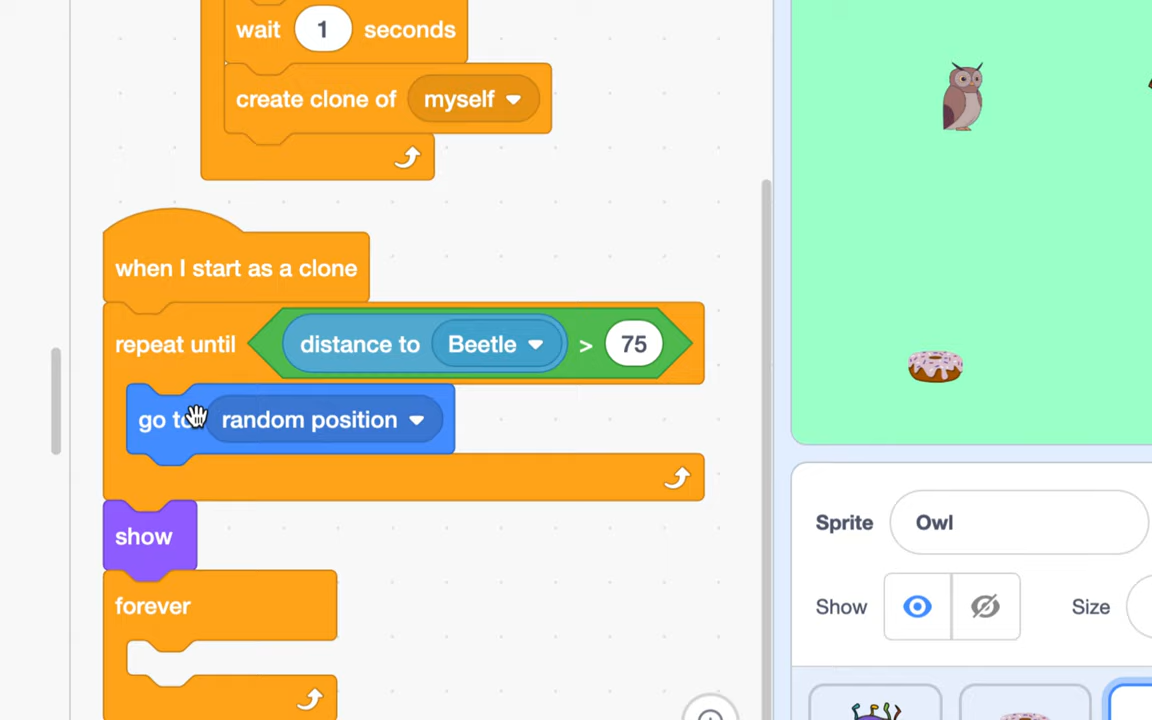 wait 1 seconds
create clone of myself
when I start as a clone
repeat until distance to Beetle > 75
go to random position
show
forever
Sprite Owl
Show Size